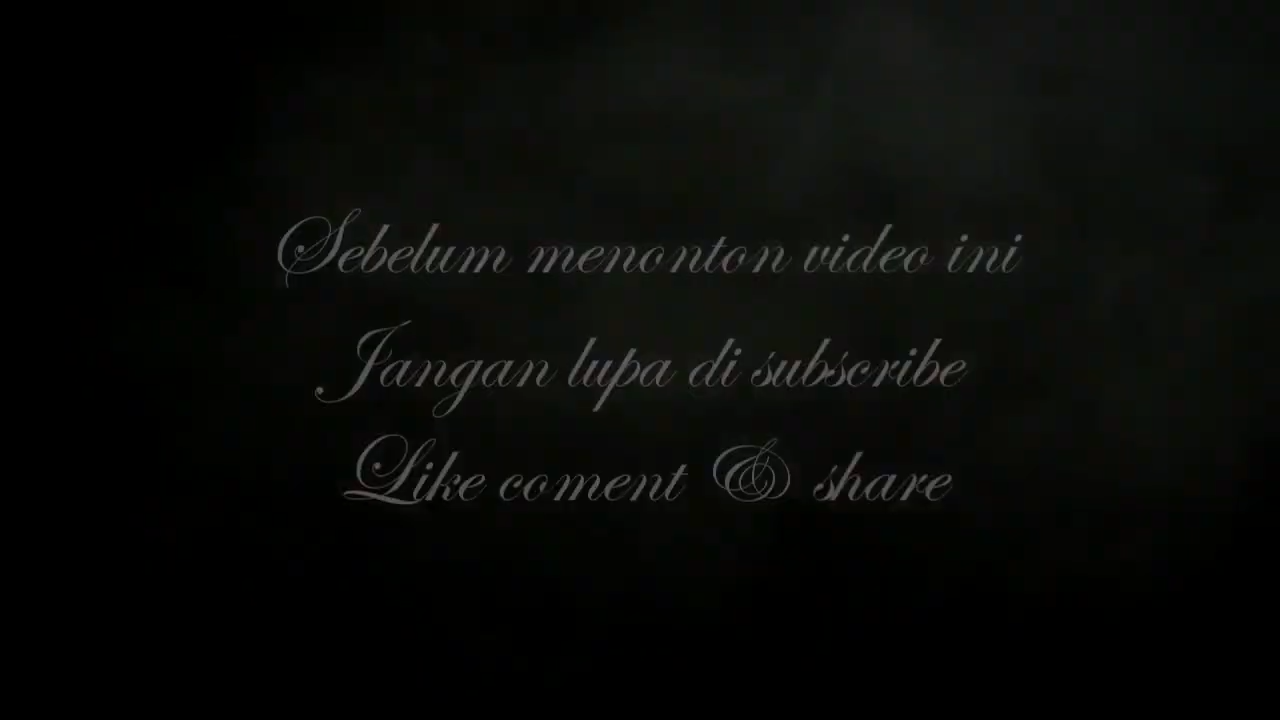 Sebelum menonton video ini
Jangan lupa di subscribe
Like coment & share